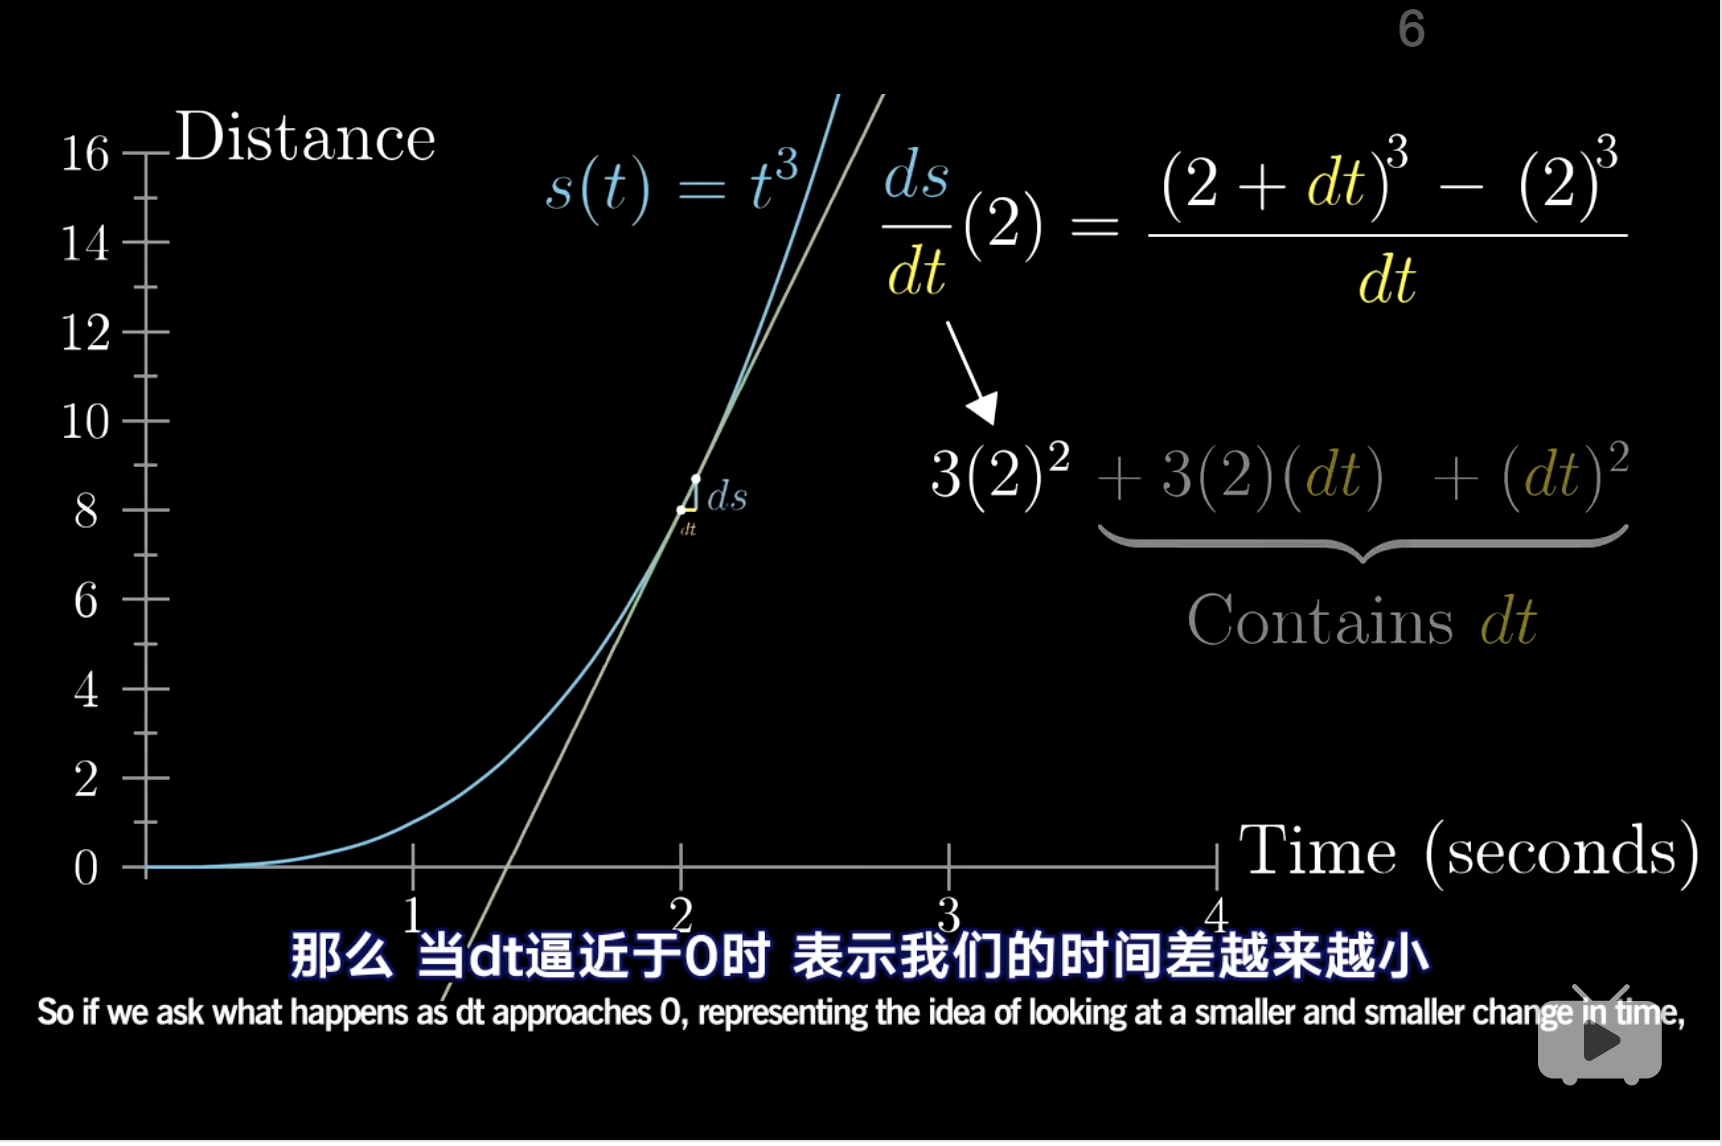 6
Distance
s(t) = t³
ds/dt (2) = ((2 + dt)³ − (2)³)/dt
3(2)² + 3(2)(dt) + (dt)²
Contains dt
ds
dt
16
14
12
10
8
6
4
2
0
1 2 3 4
Time (seconds)
那么 当dt逼近于0时 表示我们的时间差越来越小
So if we ask what happens as dt approaches 0, representing the idea of looking at a smaller and smaller change in time,